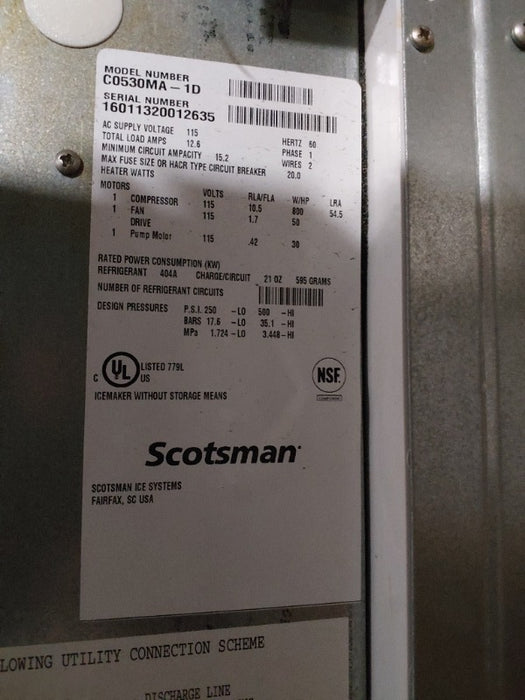 MODEL NUMBER
C0530MA-1D
SERIAL NUMBER
16011320012635
AC SUPPLY VOLTAGE 115 HERTZ 60
TOTAL LOAD AMPS 12.6 PHASE 1
MINIMUM CIRCUIT AMPACITY 15.2 WIRES 2
MAX FUSE SIZE OR HACR TYPE CIRCUIT BREAKER 20.0
HEATER WATTS
MOTORS VOLTS RLA/FLA W/HP LRA
1 COMPRESSOR 115 10.5 800 54.5
1 FAN 115 1.7 50
DRIVE
1 Pump Motor 115 .42 30
RATED POWER CONSUMPTION (KW)
REFRIGERANT 404A CHARGE/CIRCUIT 21 OZ 595 GRAMS
NUMBER OF REFRIGERANT CIRCUITS
DESIGN PRESSURES P.S.I. 250 -LO 500 -HI
BARS 17.6 -LO 35.1 -HI
MPa 1.724 -LO 3.448 -HI
C UL LISTED 779L
US
NSF
ICEMAKER WITHOUT STORAGE MEANS
Scotsman
SCOTSMAN ICE SYSTEMS
FAIRFAX, SC USA
LOWING UTILITY CONNECTION SCHEME
DISCHARGE LINE